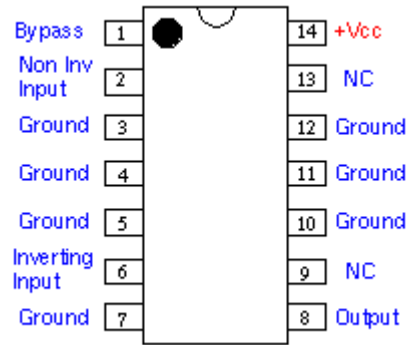 Bypass 1 14 +Vcc
Non Inv
Input 2 13 NC
Ground 3 12 Ground
Ground 4 11 Ground
Ground 5 10 Ground
Inverting
Input 6 9 NC
Ground 7 8 Output